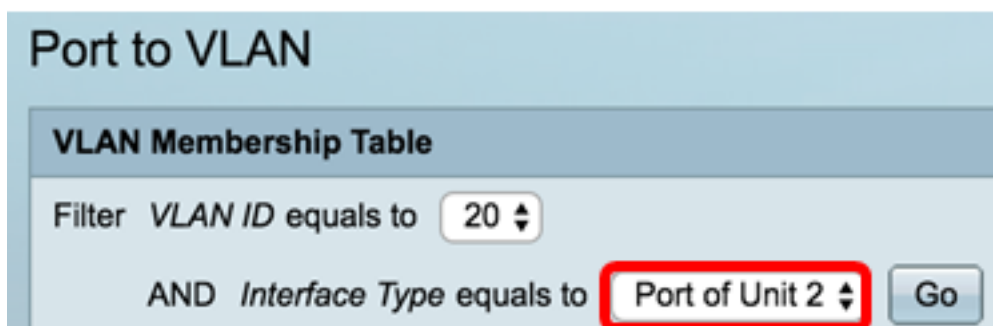 Port to VLAN
VLAN Membership Table
Filter VLAN ID equals to 20
AND Interface Type equals to Port of Unit 2 Go